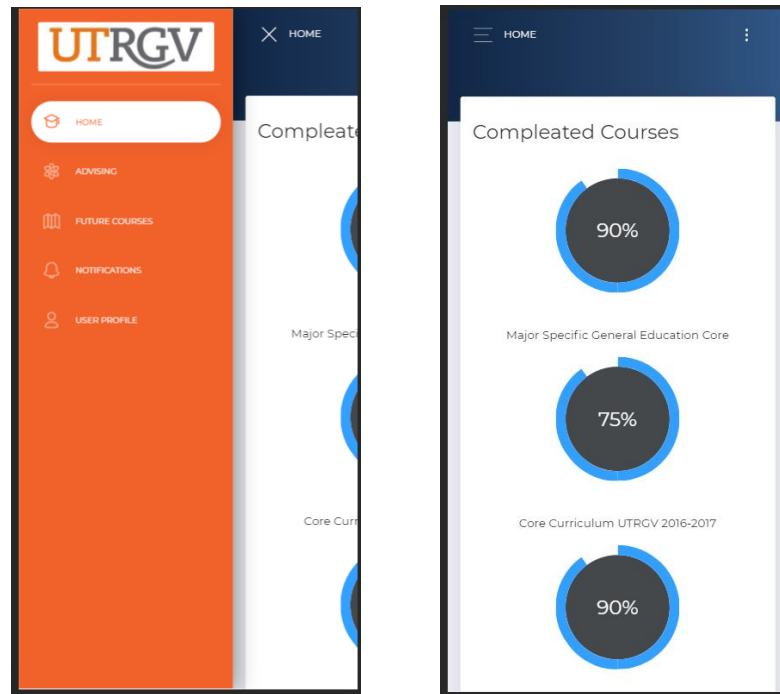 UTRGV
HOME
HOME
Compleate
ADVISING
FUTURE COURSES
NOTIFICATIONS
USER PROFILE
Major Speci
Core Curr
HOME
Compleated Courses
90%
Major Specific General Education Core
75%
Core Curriculum UTRGV 2016-2017
90%